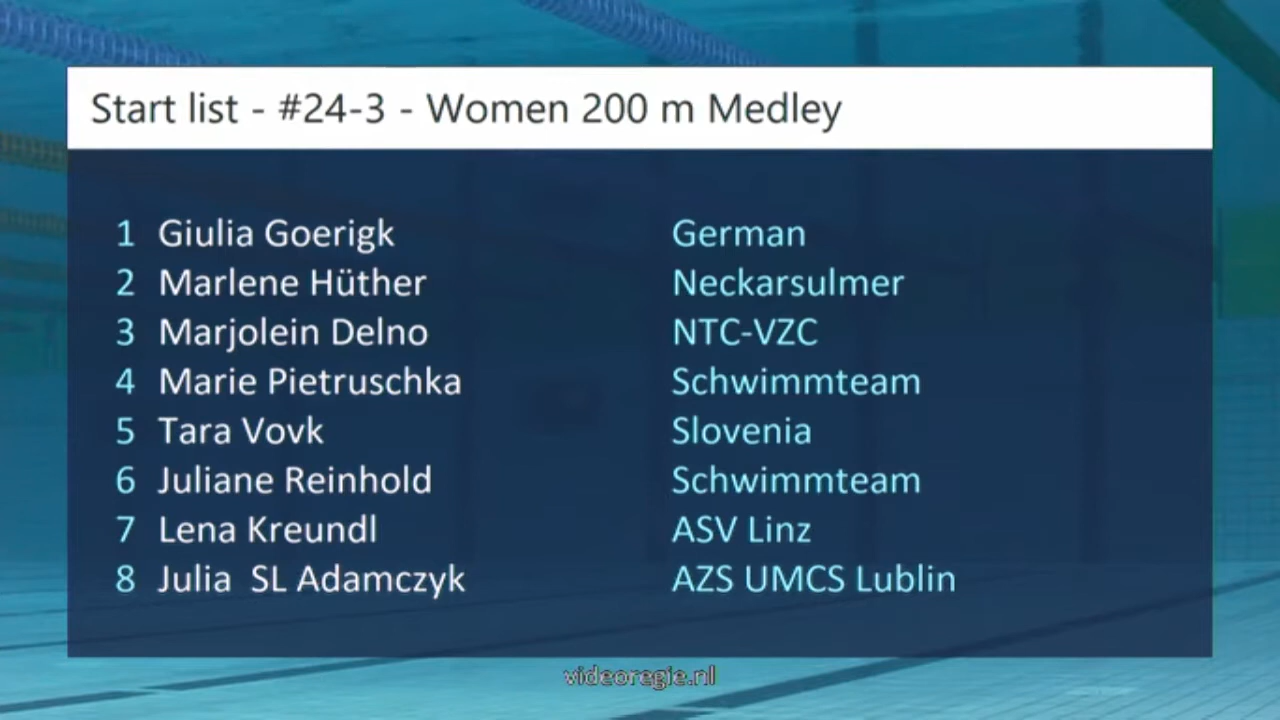 Start list - #24-3 - Women 200 m Medley
1 Giulia Goerigk German
2 Marlene Hüther Neckarsulmer
3 Marjolein Delno NTC-VZC
4 Marie Pietruschka Schwimmteam
5 Tara Vovk Slovenia
6 Juliane Reinhold Schwimmteam
7 Lena Kreundl ASV Linz
8 Julia  SL Adamczyk AZS UMCS Lublin
videoregie.nl